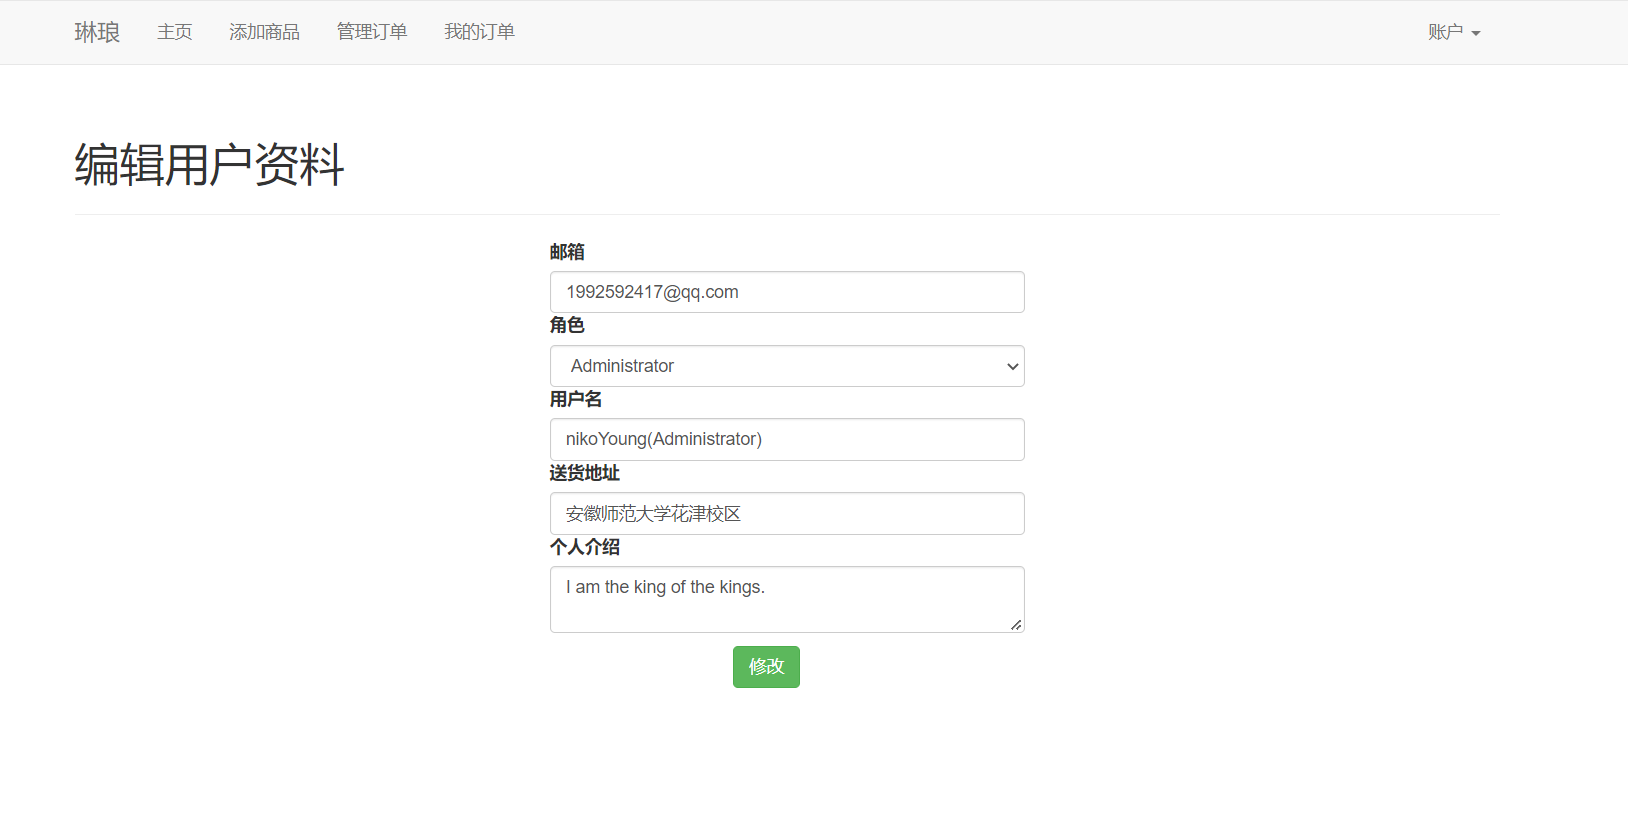 琳琅 主页 添加商品 管理订单 我的订单 账户
编辑用户资料
邮箱
1992592417@qq.com
角色
Administrator
用户名
nikoYoung(Administrator)
送货地址
安徽师范大学花津校区
个人介绍
I am the king of the kings.
修改